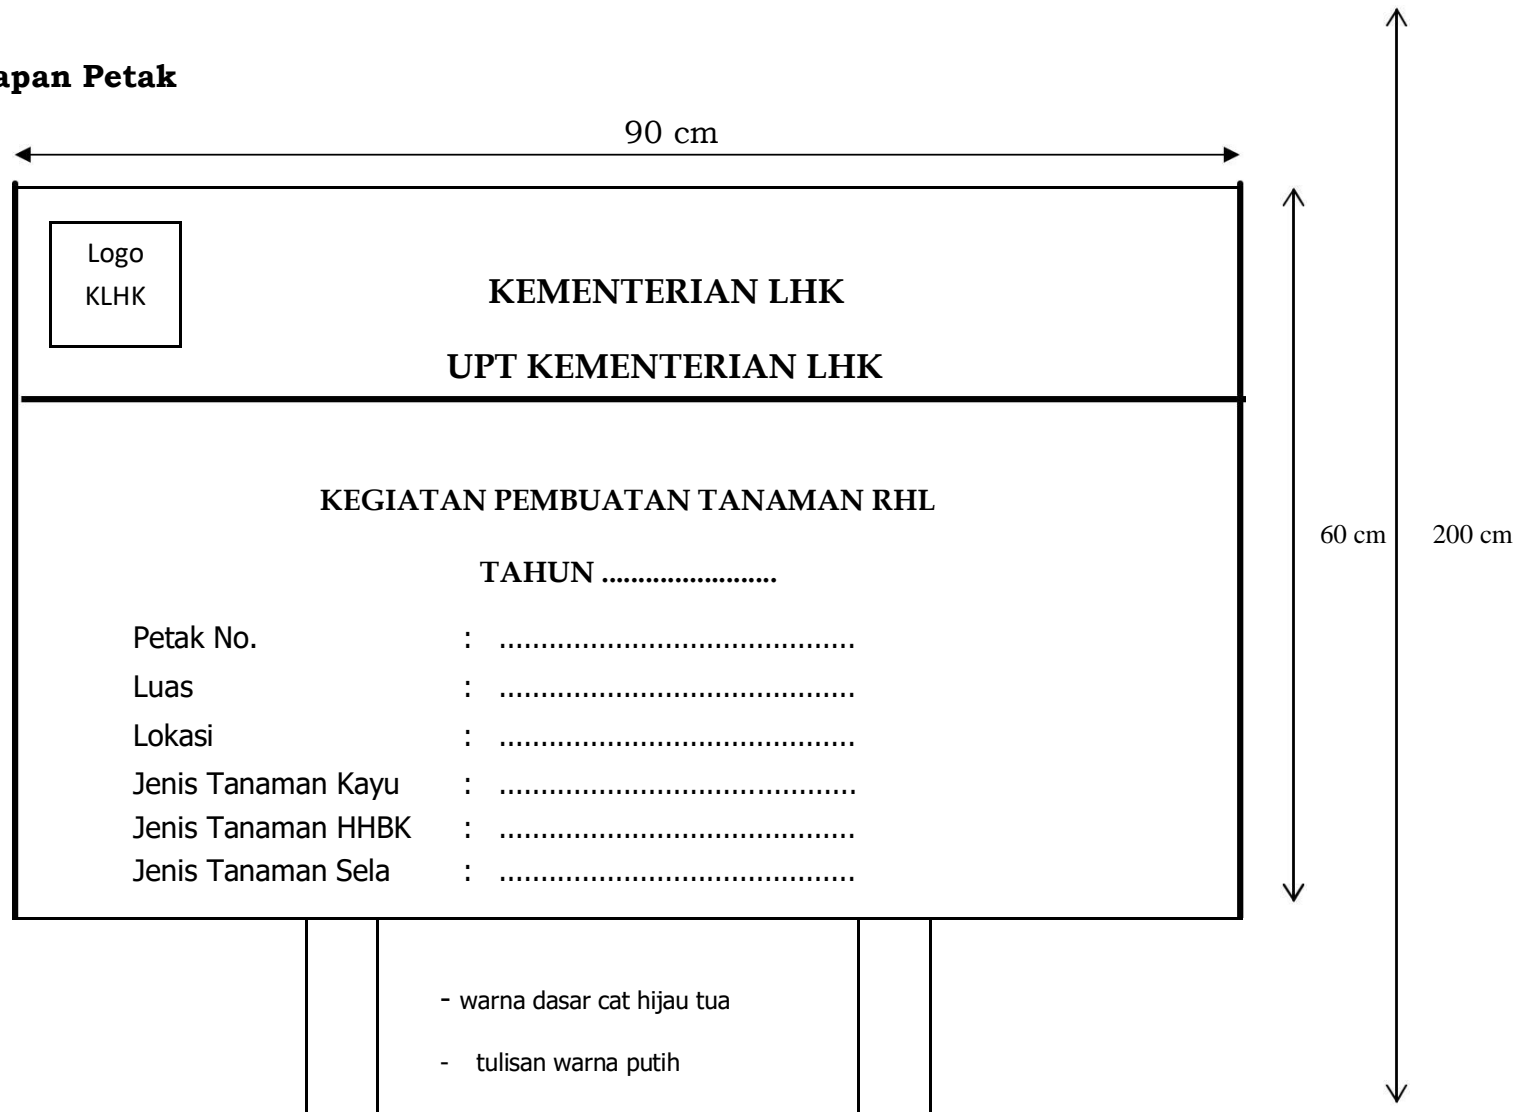 apan Petak
90 cm
Logo
KLHK
KEMENTERIAN LHK
UPT KEMENTERIAN LHK
KEGIATAN PEMBUATAN TANAMAN RHL
TAHUN ........................
60 cm
200 cm
Petak No. : ...........................................
Luas : ...........................................
Lokasi : ...........................................
Jenis Tanaman Kayu : ...........................................
Jenis Tanaman HHBK : ...........................................
Jenis Tanaman Sela : ...........................................
- warna dasar cat hijau tua
- tulisan warna putih